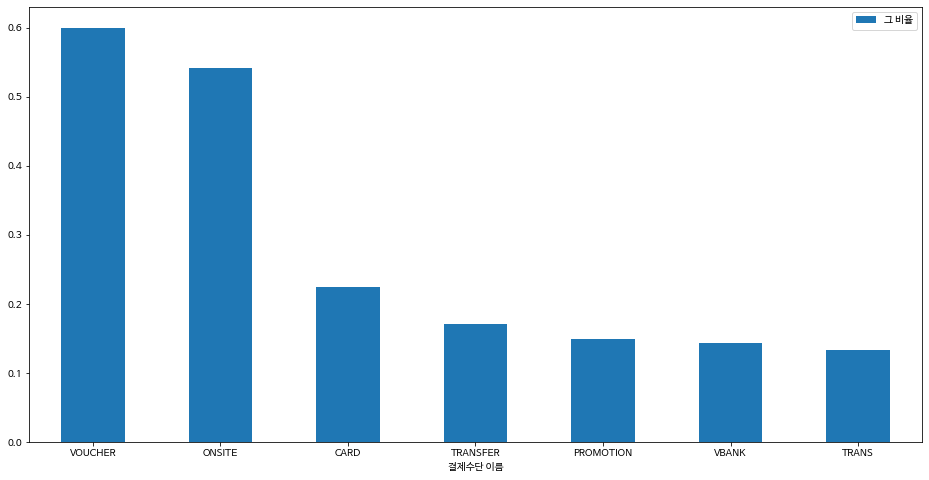 그 비율
0.6
0.5
0.4
0.3
0.2
0.1
0.0
VOUCHER ONSITE CARD TRANSFER PROMOTION VBANK TRANS
결제수단 이름